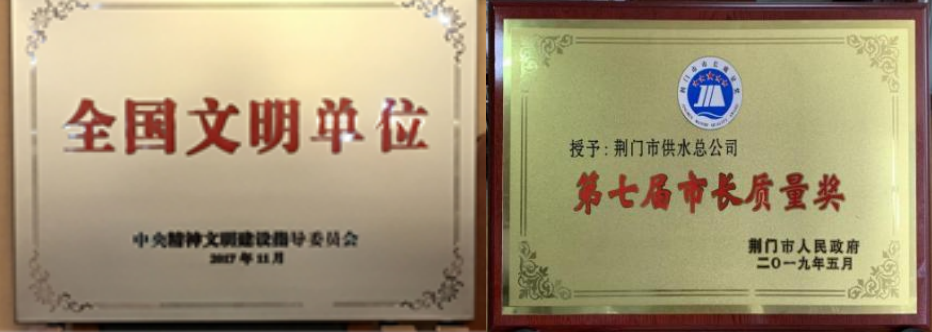 全国文明单位
中央精神文明建设指导委员会
2017年11月
授予：荆门市供水总公司
第七届市长质量奖
荆门市人民政府
二〇一九年五月